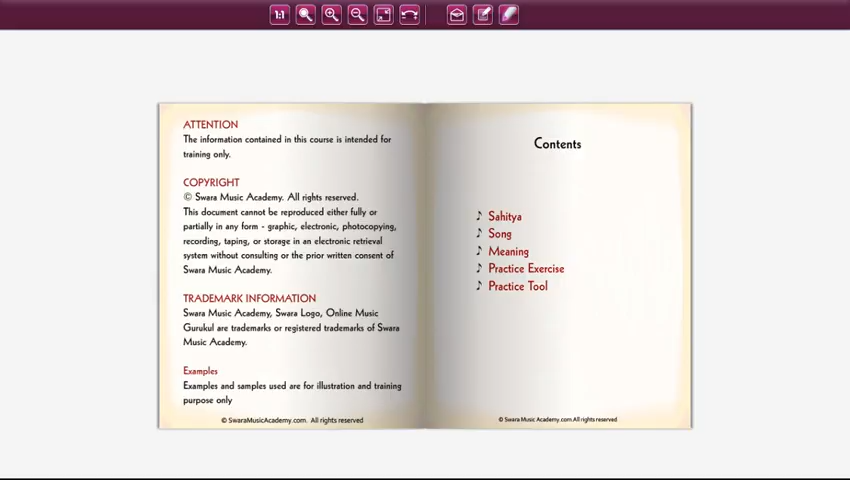 1:1
ATTENTION
The information contained in this course is intended for
training only.
COPYRIGHT
© Swara Music Academy. All rights reserved.
This document cannot be reproduced either fully or
partially in any form - graphic, electronic, photocopying,
recording, taping, or storage in an electronic retrieval
system without consulting or the prior written consent of
Swara Music Academy.
TRADEMARK INFORMATION
Swara Music Academy, Swara Logo, Online Music
Gurukul are trademarks or registered trademarks of Swara
Music Academy.
Examples
Examples and samples used are for illustration and training
purpose only
© SwaraMusicAcademy.com. All rights reserved
Contents
Sahitya
Song
Meaning
Practice Exercise
Practice Tool
© Swara Music Academy.com All rights reserved